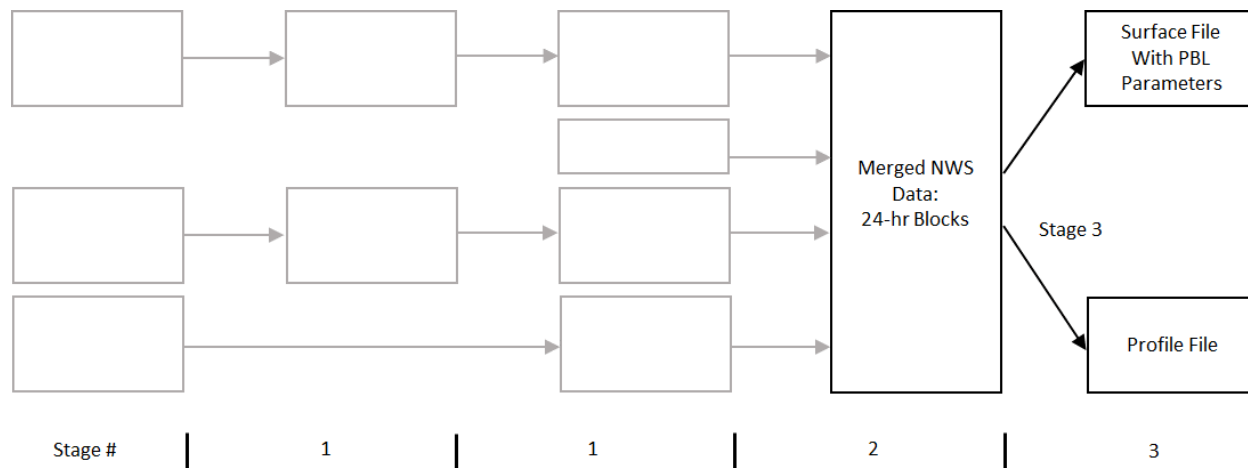 Surface File
With PBL
Parameters
Merged NWS
Data:
24-hr Blocks
Stage 3
Profile File
Stage # 1 1 2 3